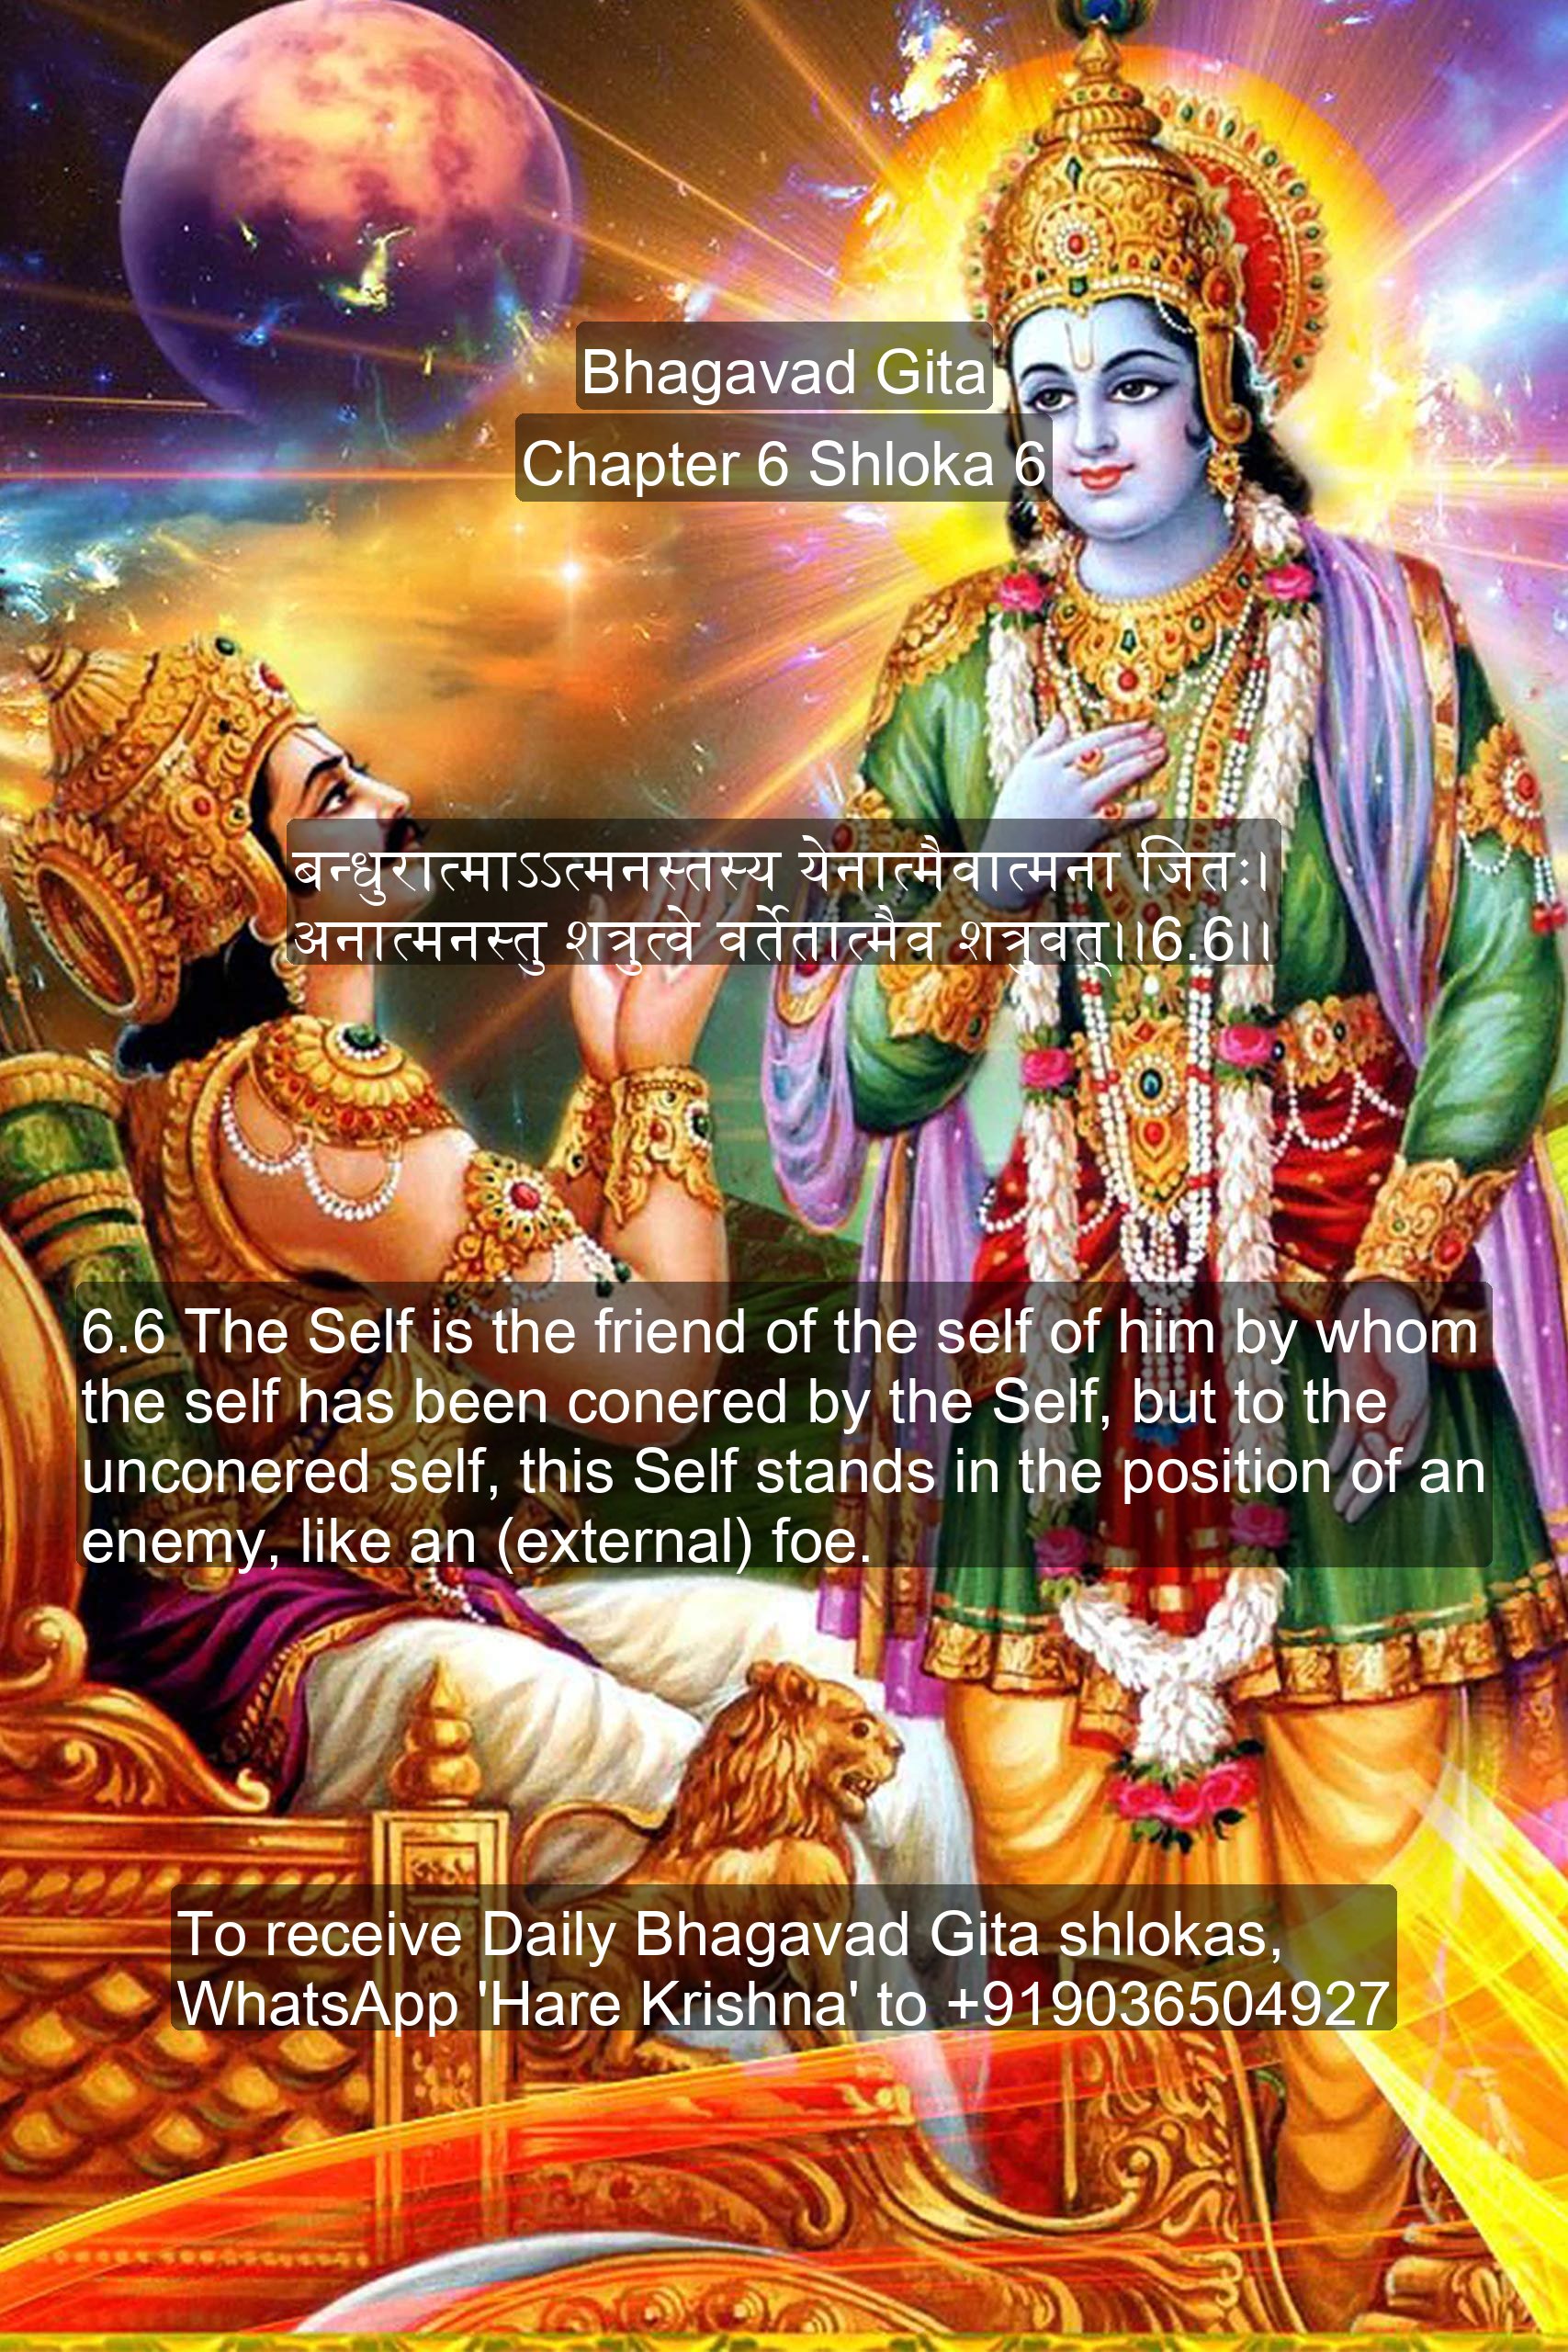 Bhagavad Gita
Chapter 6 Shloka 6
बन्धुरात्माऽऽत्मनस्तस्य येनात्मैवात्मना जितः।
अनात्मनस्तु शत्रुत्वे वर्तेतात्मैव शत्रुवत्।।6.6।।
6.6 The Self is the friend of the self of him by whom
the self has been conered by the Self, but to the
unconered self, this Self stands in the position of an
enemy, like an (external) foe.
To receive Daily Bhagavad Gita shlokas,
WhatsApp 'Hare Krishna' to +919036504927